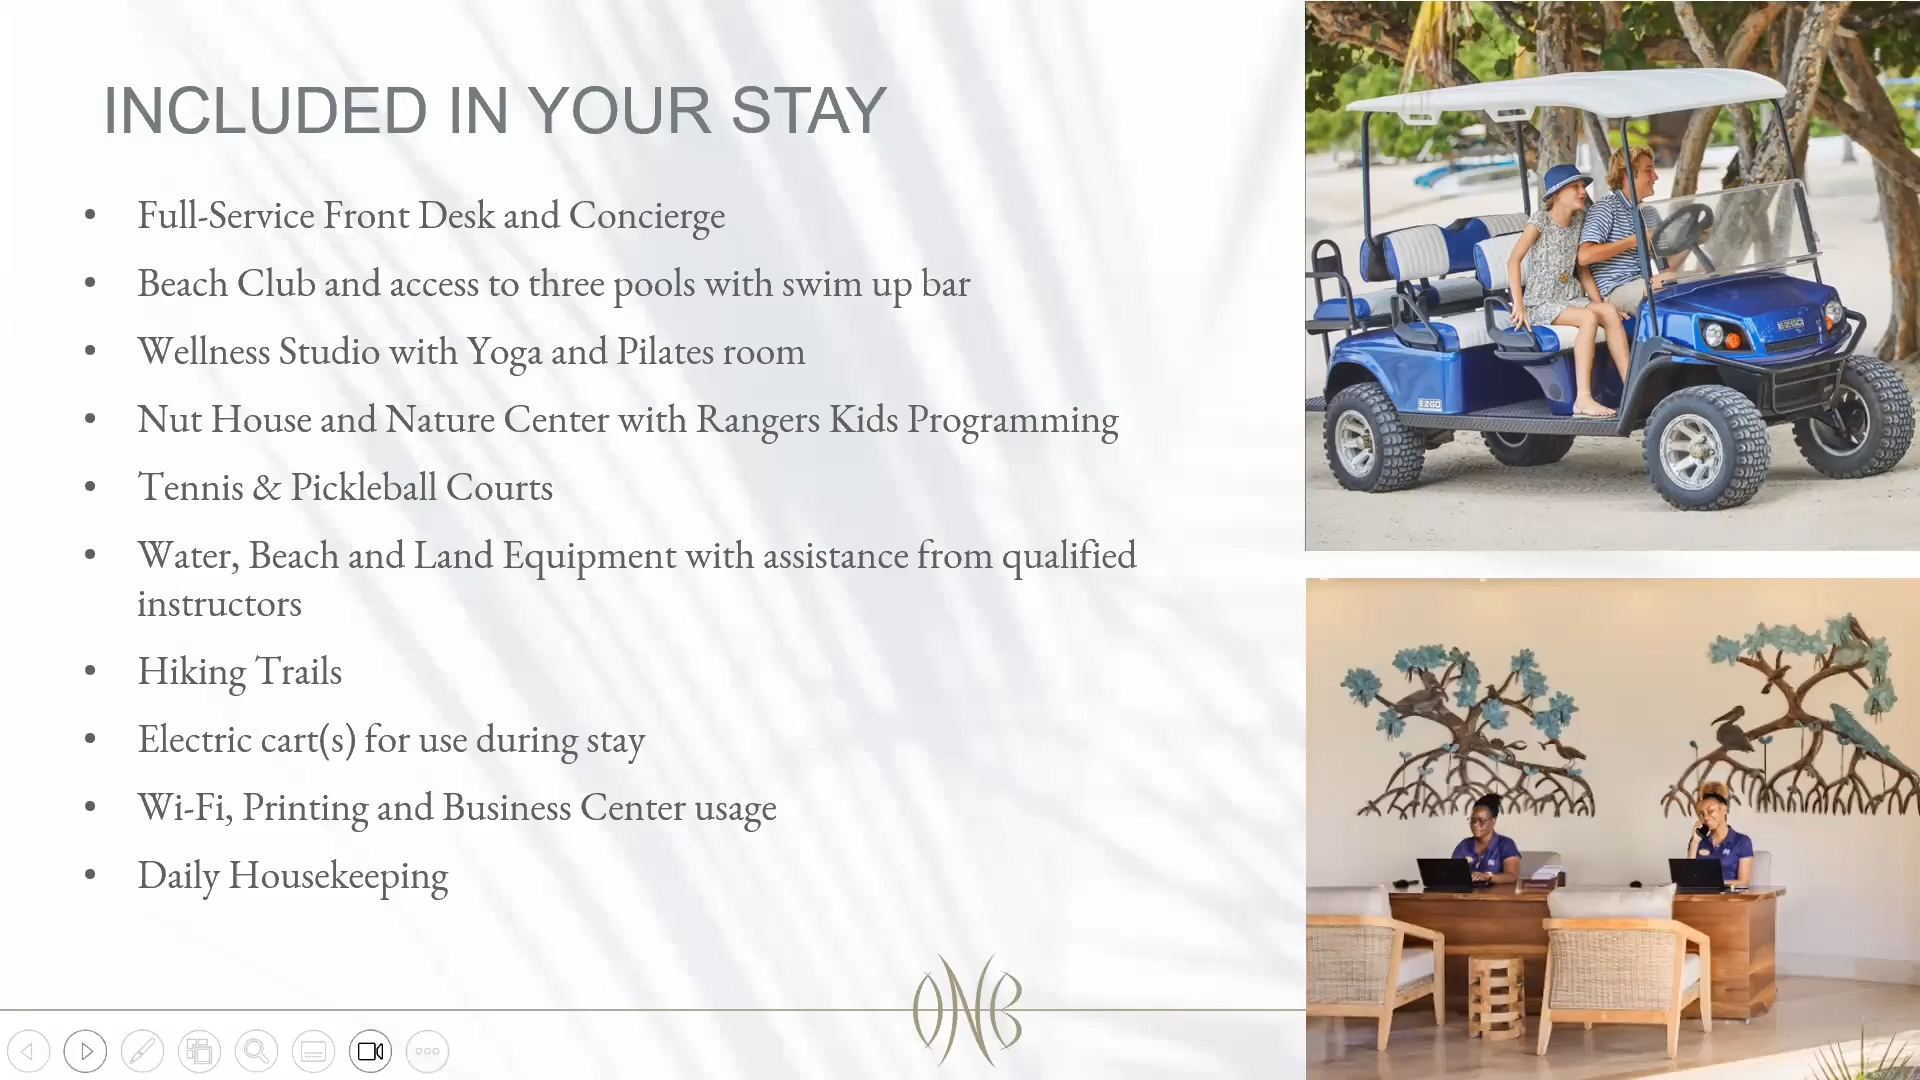 INCLUDED IN YOUR STAY
• Full-Service Front Desk and Concierge
• Beach Club and access to three pools with swim up bar
• Wellness Studio with Yoga and Pilates room
• Nut House and Nature Center with Rangers Kids Programming
• Tennis & Pickleball Courts
• Water, Beach and Land Equipment with assistance from qualified
instructors
• Hiking Trails
• Electric cart(s) for use during stay
• Wi-Fi, Printing and Business Center usage
• Daily Housekeeping
ONB
EZGO
EZGO